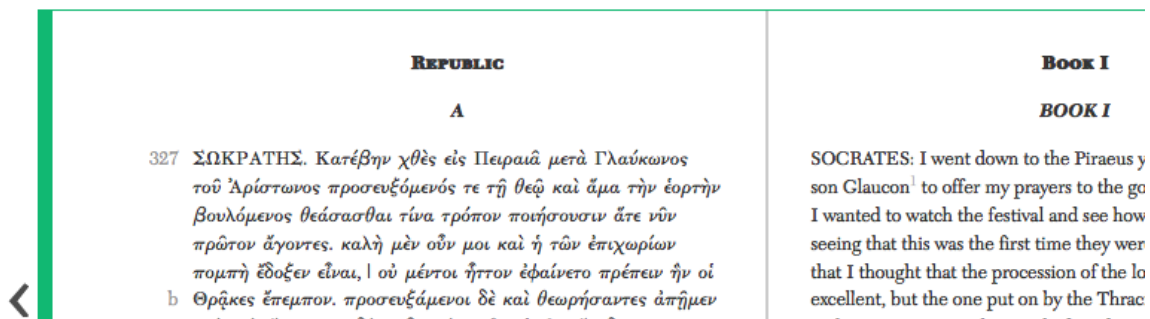 REPUBLIC
A
327 ΣΩΚΡΑΤΗΣ. Κατέβην χθὲς εἰς Πειραιᾶ μετὰ Γλαύκωνος
τοῦ Ἀρίστωνος προσευξόμενός τε τῇ θεῷ καὶ ἅμα τὴν ἑορτὴν
βουλόμενος θεάσασθαι τίνα τρόπον ποιήσουσιν ἅτε νῦν
πρῶτον ἄγοντες. καλὴ μὲν οὖν μοι καὶ ἡ τῶν ἐπιχωρίων
πομπὴ ἔδοξεν εἶναι, | οὐ μέντοι ἧττον ἐφαίνετο πρέπειν ἣν οἱ
b Θρᾷκες ἔπεμπον. προσευξάμενοι δὲ καὶ θεωρήσαντες ἀπῇμεν
BOOK I
BOOK I
SOCRATES: I went down to the Piraeus y
son Glaucon1 to offer my prayers to the go
I wanted to watch the festival and see how
seeing that this was the first time they wer
that I thought that the procession of the lo
excellent, but the one put on by the Thrac